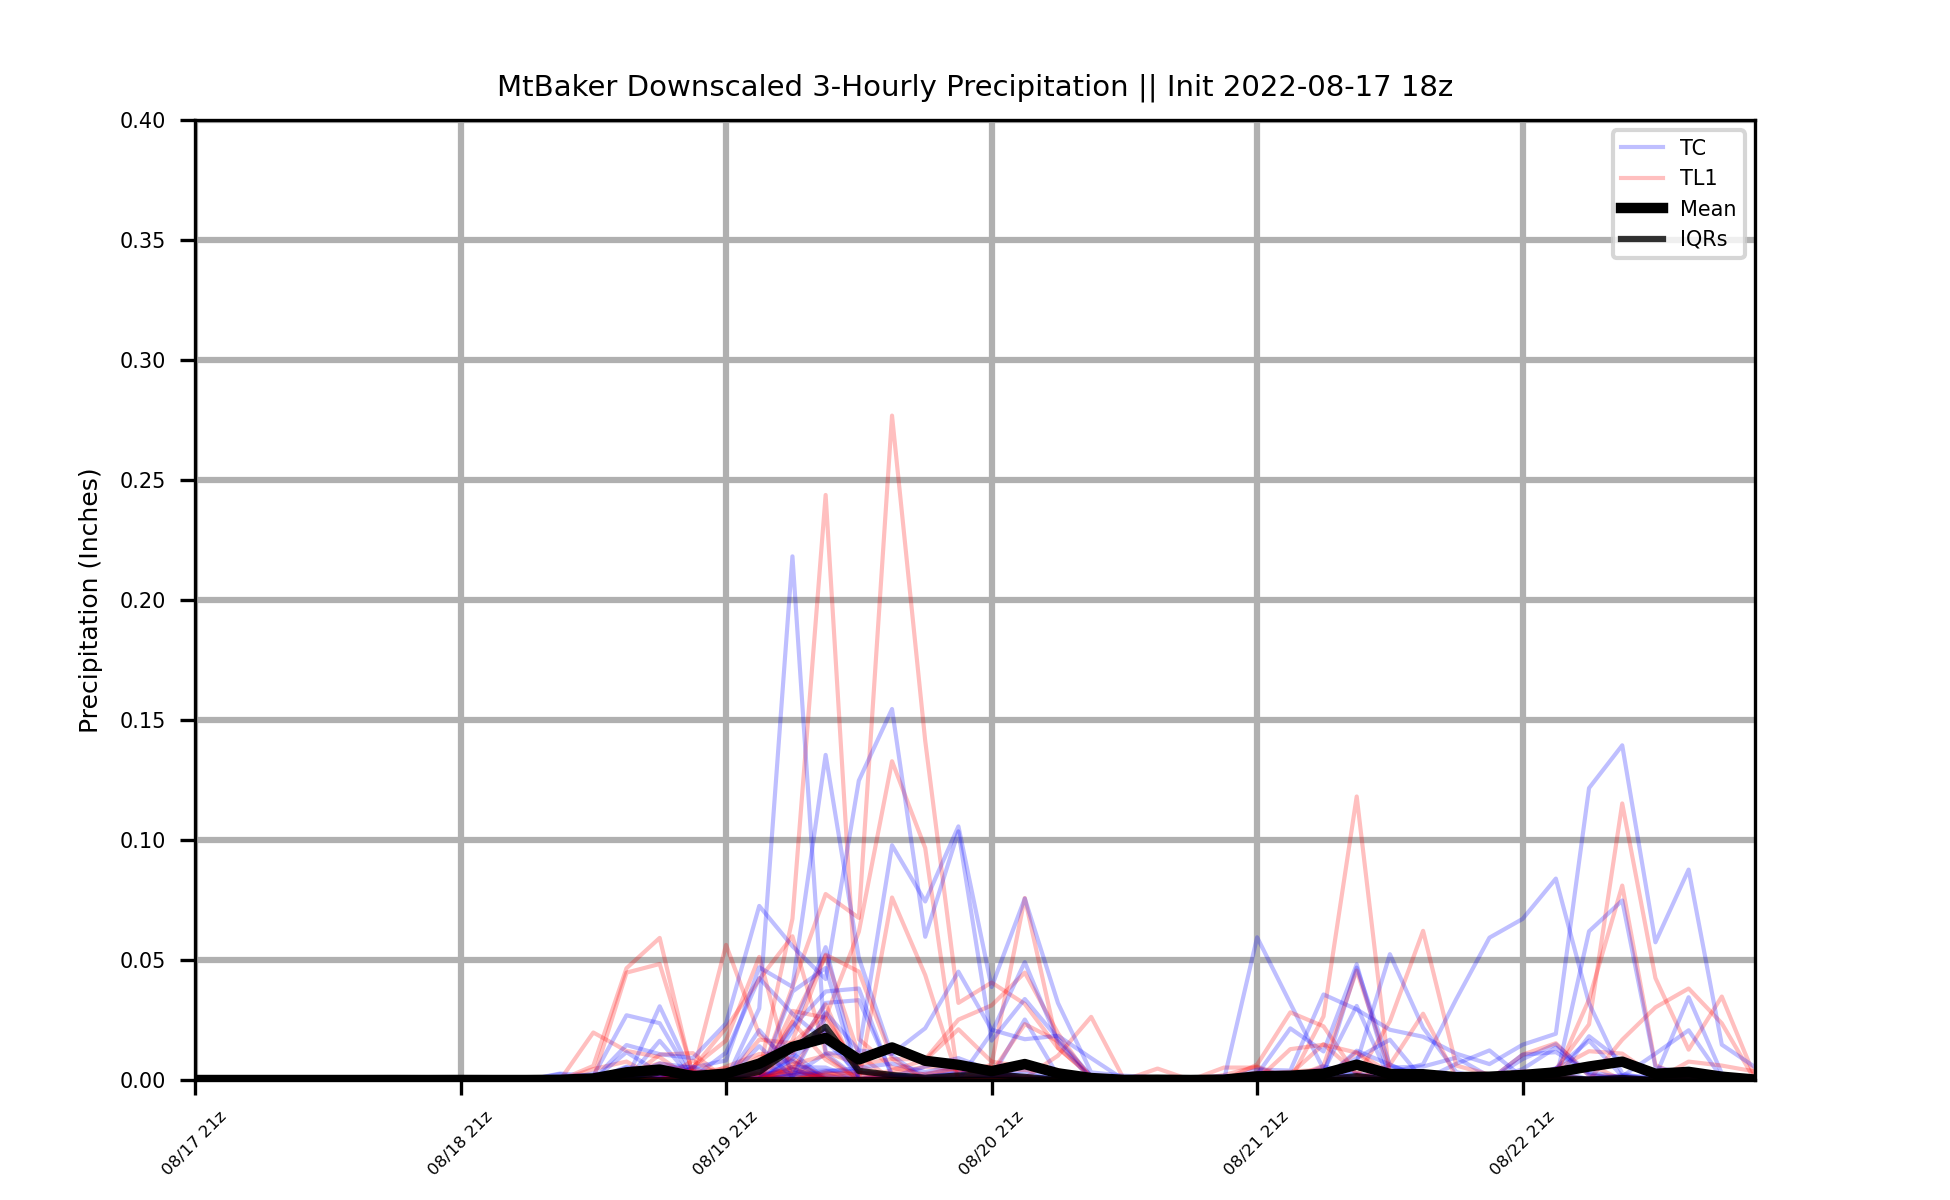 MtBaker Downscaled 3-Hourly Precipitation || Init 2022-08-17 18z
Precipitation (Inches)
0.40
0.35
0.30
0.25
0.20
0.15
0.10
0.05
0.00
TC
TL1
Mean
IQRs
08/17 21z
08/18 21z
08/19 21z
08/20 21z
08/21 21z
08/22 21z